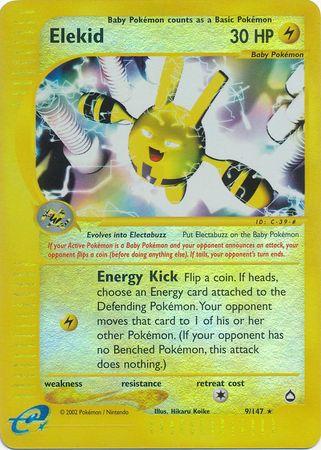 Baby Pokémon counts as a Basic Pokémon
Elekid 30 HP
Baby Pokémon
ID: C-39-#
Evolves into Electabuzz Put Electabuzz on the Baby Pokémon
If your Active Pokémon is a Baby Pokémon and your opponent announces an attack, your
opponent flips a coin (before doing anything else). If tails, your opponent's turn ends.
Energy Kick Flip a coin. If heads,
choose an Energy card attached to the
Defending Pokémon. Your opponent
moves that card to 1 of his or her
other Pokémon. (If your opponent has
no Benched Pokémon, this attack
does nothing.)
weakness resistance retreat cost
e © 2002 Pokémon / Nintendo Illus. Hikaru Koike 9/147 ★